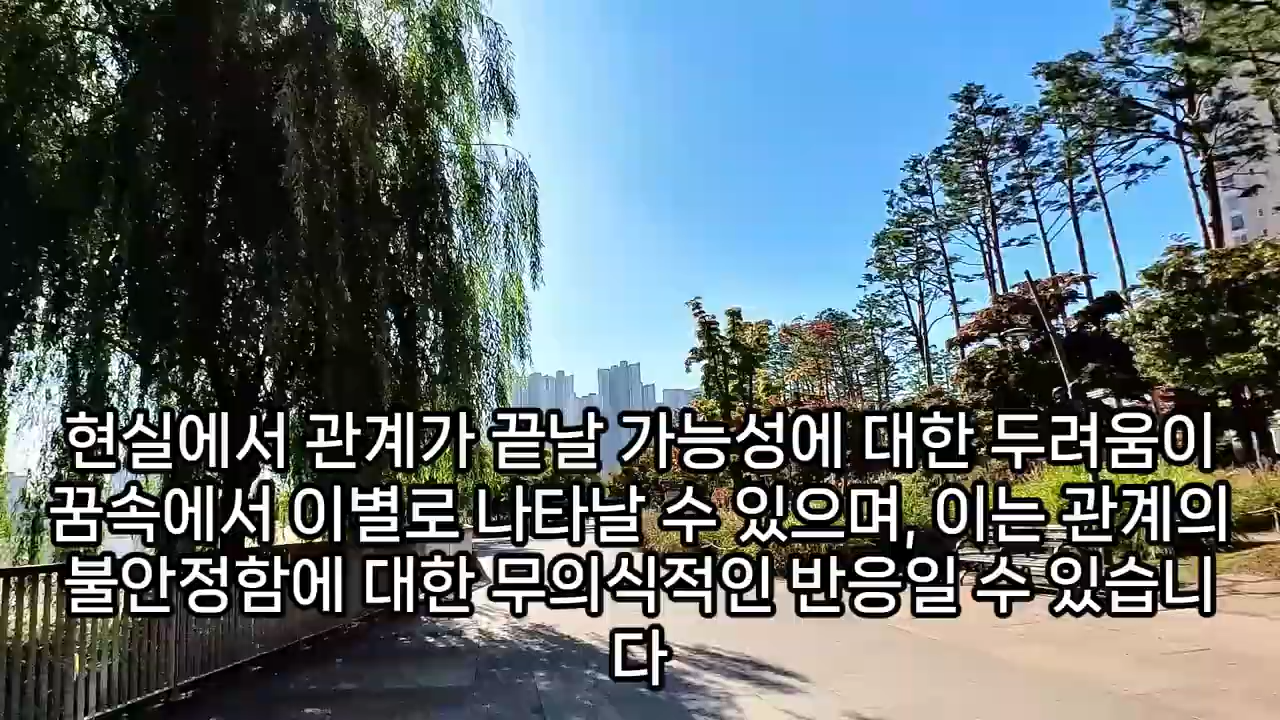 현실에서 관계가 끝날 가능성에 대한 두려움이
꿈속에서 이별로 나타날 수 있으며, 이는 관계의
불안정함에 대한 무의식적인 반응일 수 있습니
다